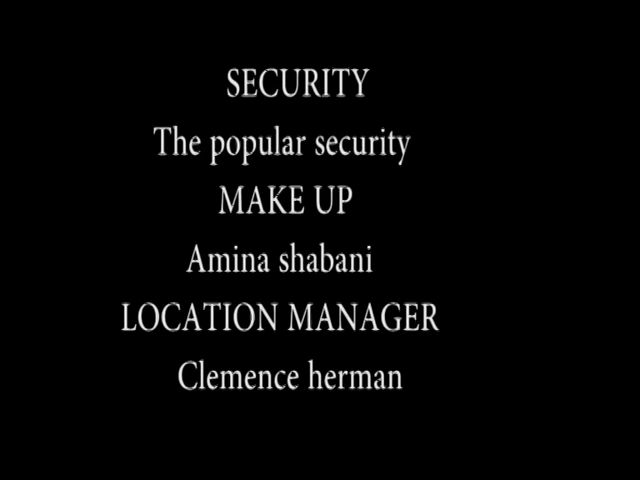 SECURITY
The popular security
MAKE UP
Amina shabani
LOCATION MANAGER
Clemence herman